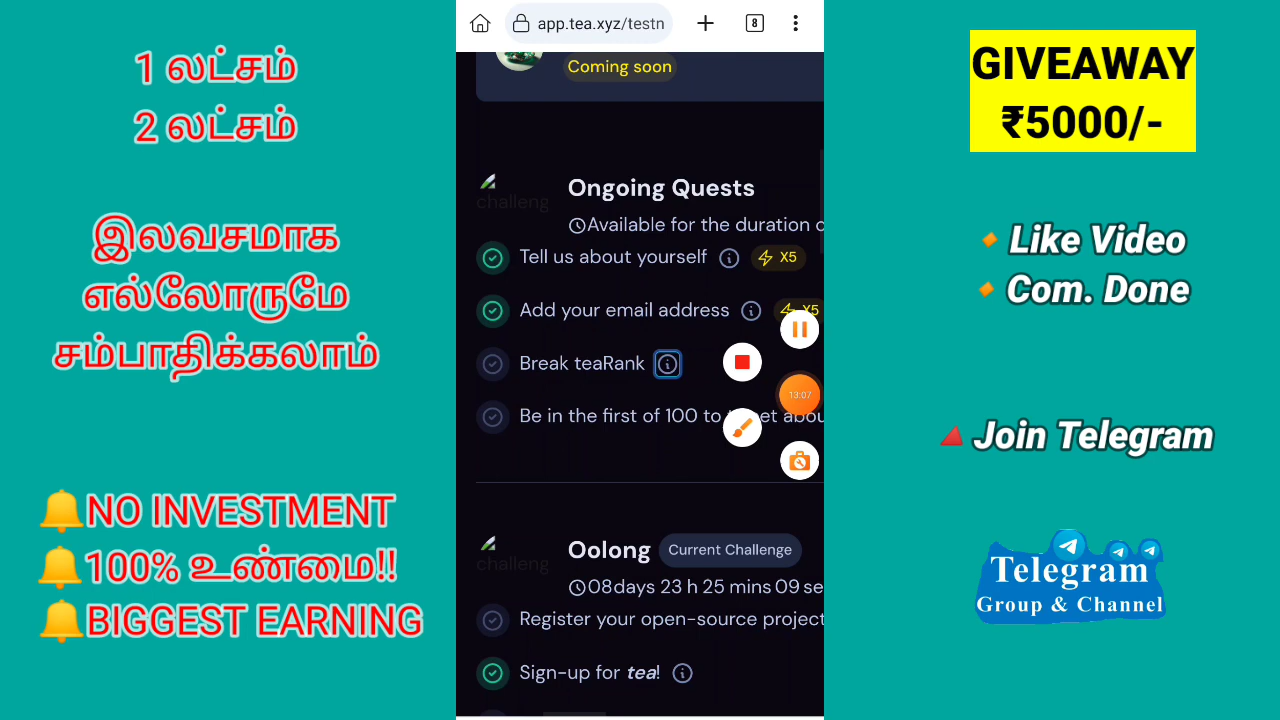 1 லட்சம்
2 லட்சம்
இலவசமாக
எல்லோருமே
சம்பாதிக்கலாம்
🔔NO INVESTMENT
🔔100% உண்மை!!
🔔BIGGEST EARNING
app.tea.xyz/testn
8
Coming soon
challeng
Ongoing Quests
Available for the duration
Tell us about yourself X5
Add your email address X5
Break teaRank
13:07
Be in the first of 100 to
challeng
Oolong Current Challenge
08days 23 h 25 mins 09 se
Register your open-source project
Sign-up for tea!
GIVEAWAY
₹5000/-
🔸Like Video
🔸Com. Done
🔺Join Telegram
Telegram
Group & Channel